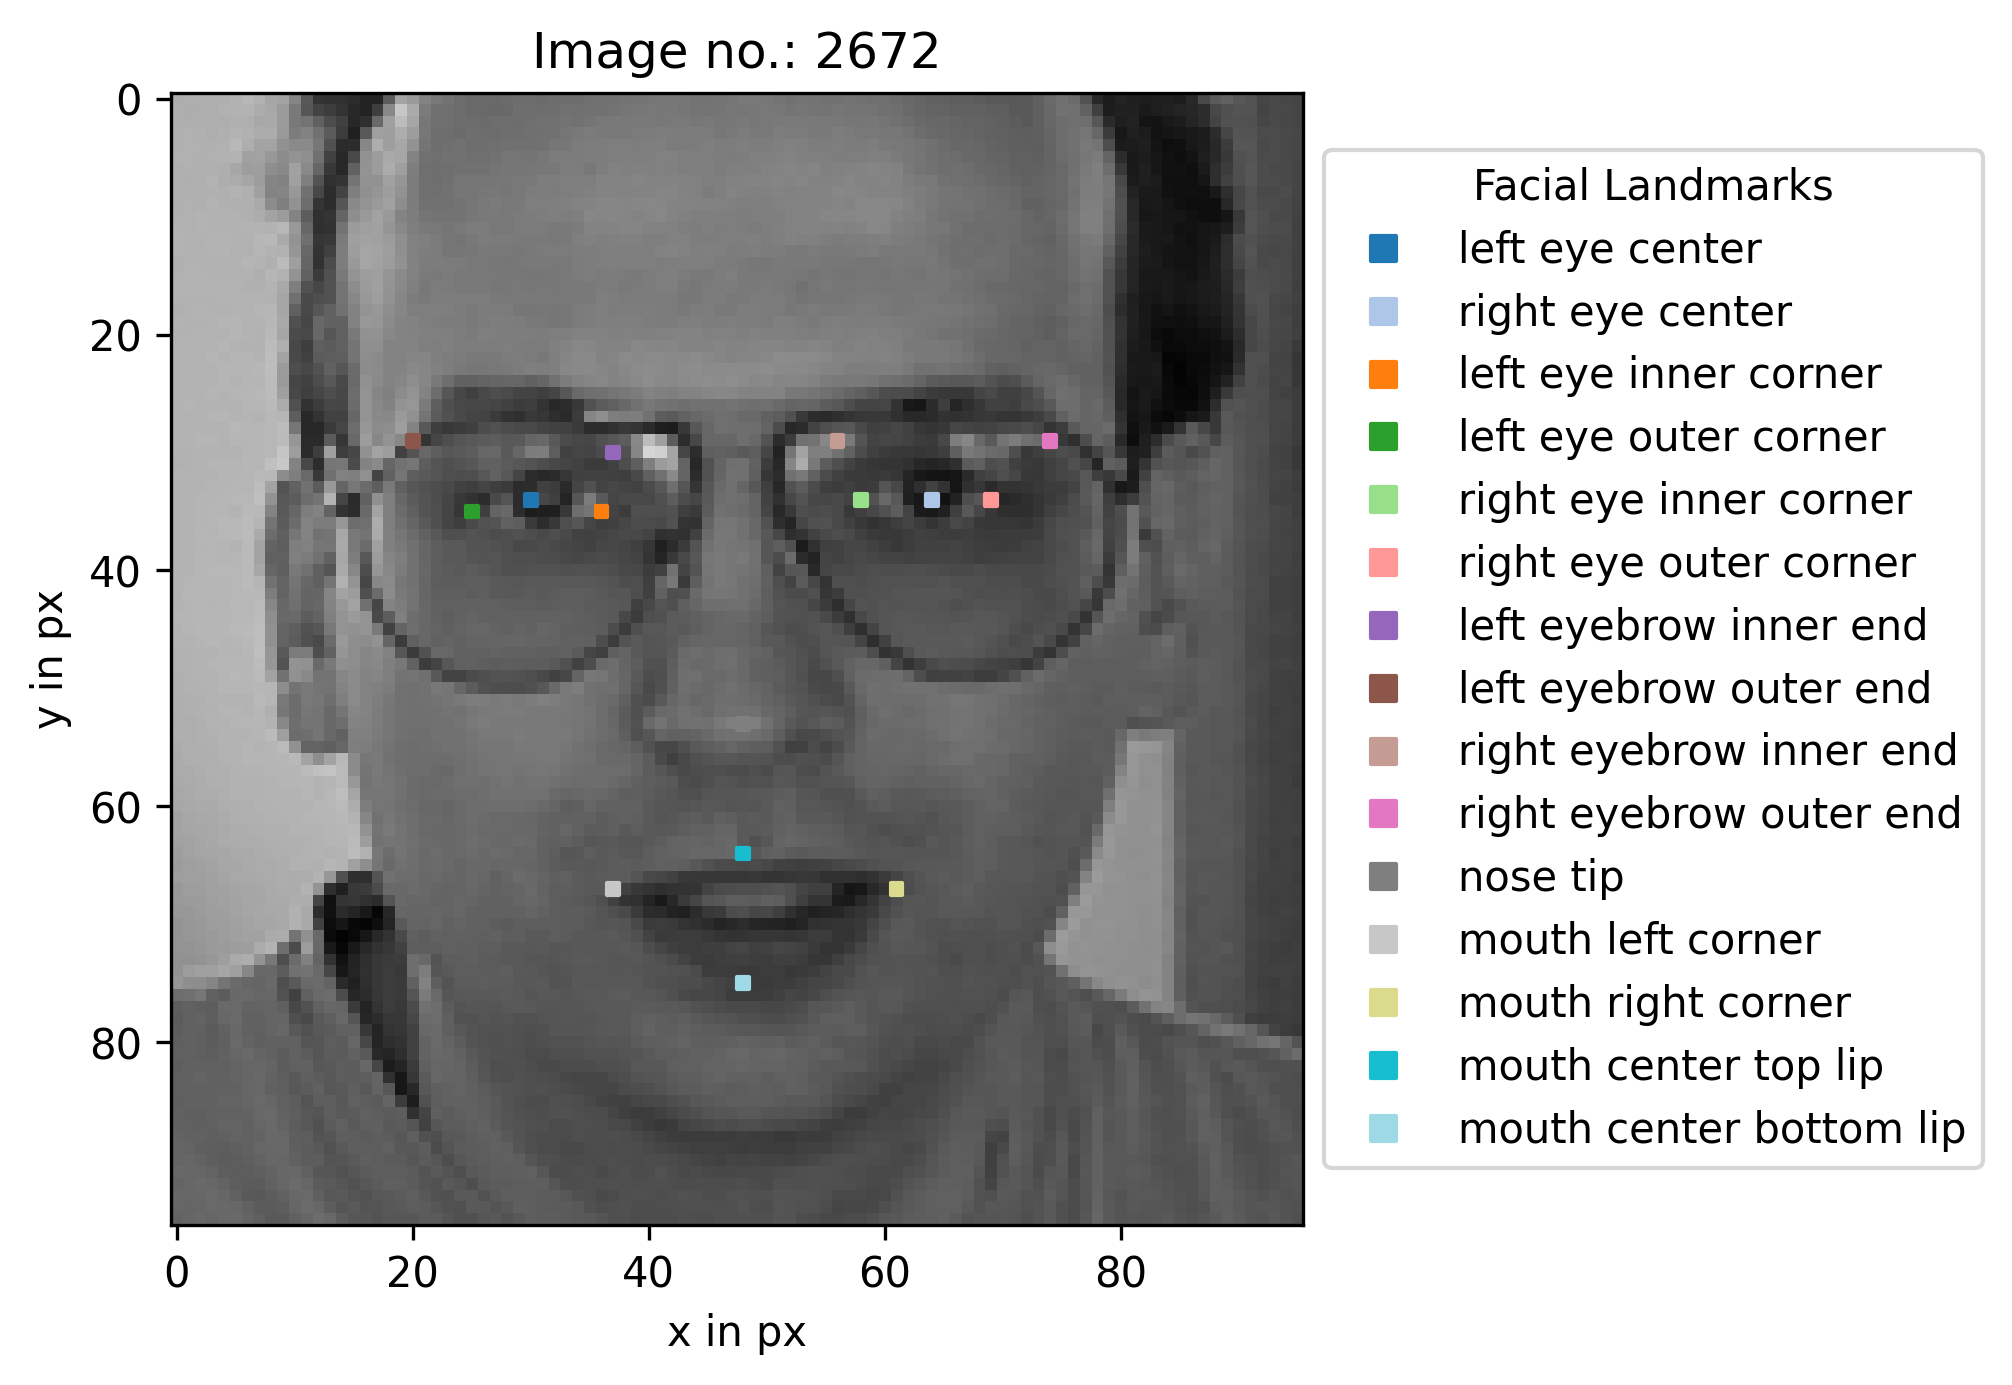 Image no.: 2672
0
20
40
60
80
y in px
0 20 40 60 80
x in px
Facial Landmarks
left eye center
right eye center
left eye inner corner
left eye outer corner
right eye inner corner
right eye outer corner
left eyebrow inner end
left eyebrow outer end
right eyebrow inner end
right eyebrow outer end
nose tip
mouth left corner
mouth right corner
mouth center top lip
mouth center bottom lip